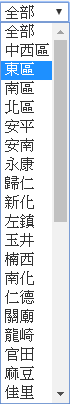 全部
全部
中西區
東區
南區
北區
安平
安南
永康
歸仁
新化
左鎮
玉井
楠西
南化
仁德
關廟
龍崎
官田
麻豆
佳里